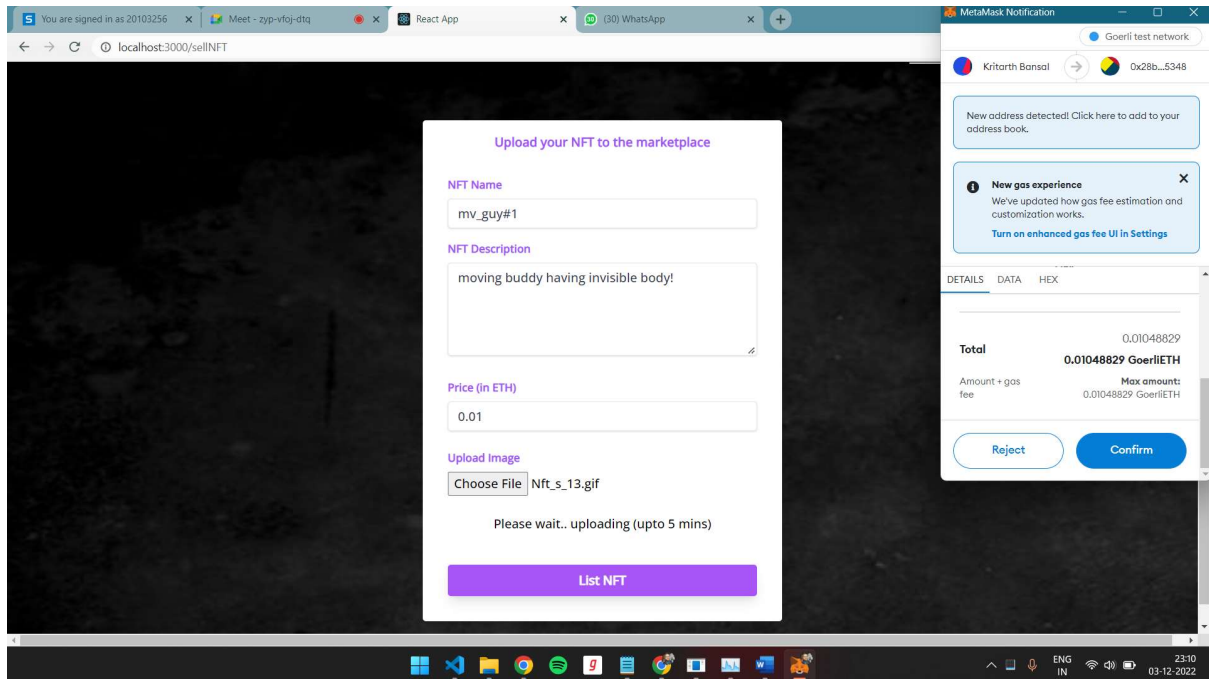 You are signed in as 20103256
Meet - zyp-vfoj-dtq
React App
(30) WhatsApp
localhost:3000/sellNFT
Upload your NFT to the marketplace
NFT Name
mv_guy#1
NFT Description
moving buddy having invisible body!
Price (in ETH)
0.01
Upload Image
Choose File Nft_s_13.gif
Please wait.. uploading (upto 5 mins)
List NFT
MetaMask Notification
Goerli test network
Kritarth Bansal
0x28b...5348
New address detected! Click here to add to your
address book.
New gas experience
We've updated how gas fee estimation and
customization works.
Turn on enhanced gas fee UI in Settings
DETAILS DATA HEX
0.01048829
Total
0.01048829 GoerliETH
Amount + gas
fee
Max amount:
0.01048829 GoerliETH
Reject
Confirm
ENG
IN
23:10
03-12-2022